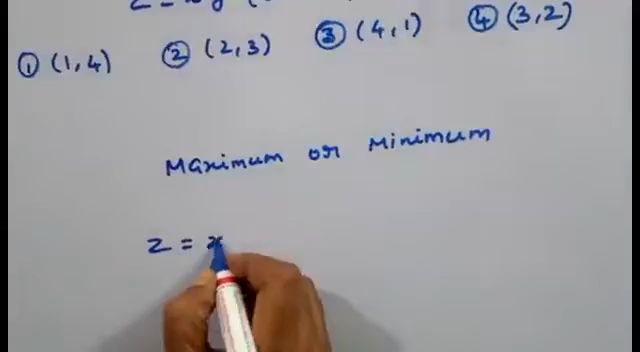 ① (1,4) ② (2,3) ③ (4,1) ④ (3,2)
Maximum or Minimum
z = x